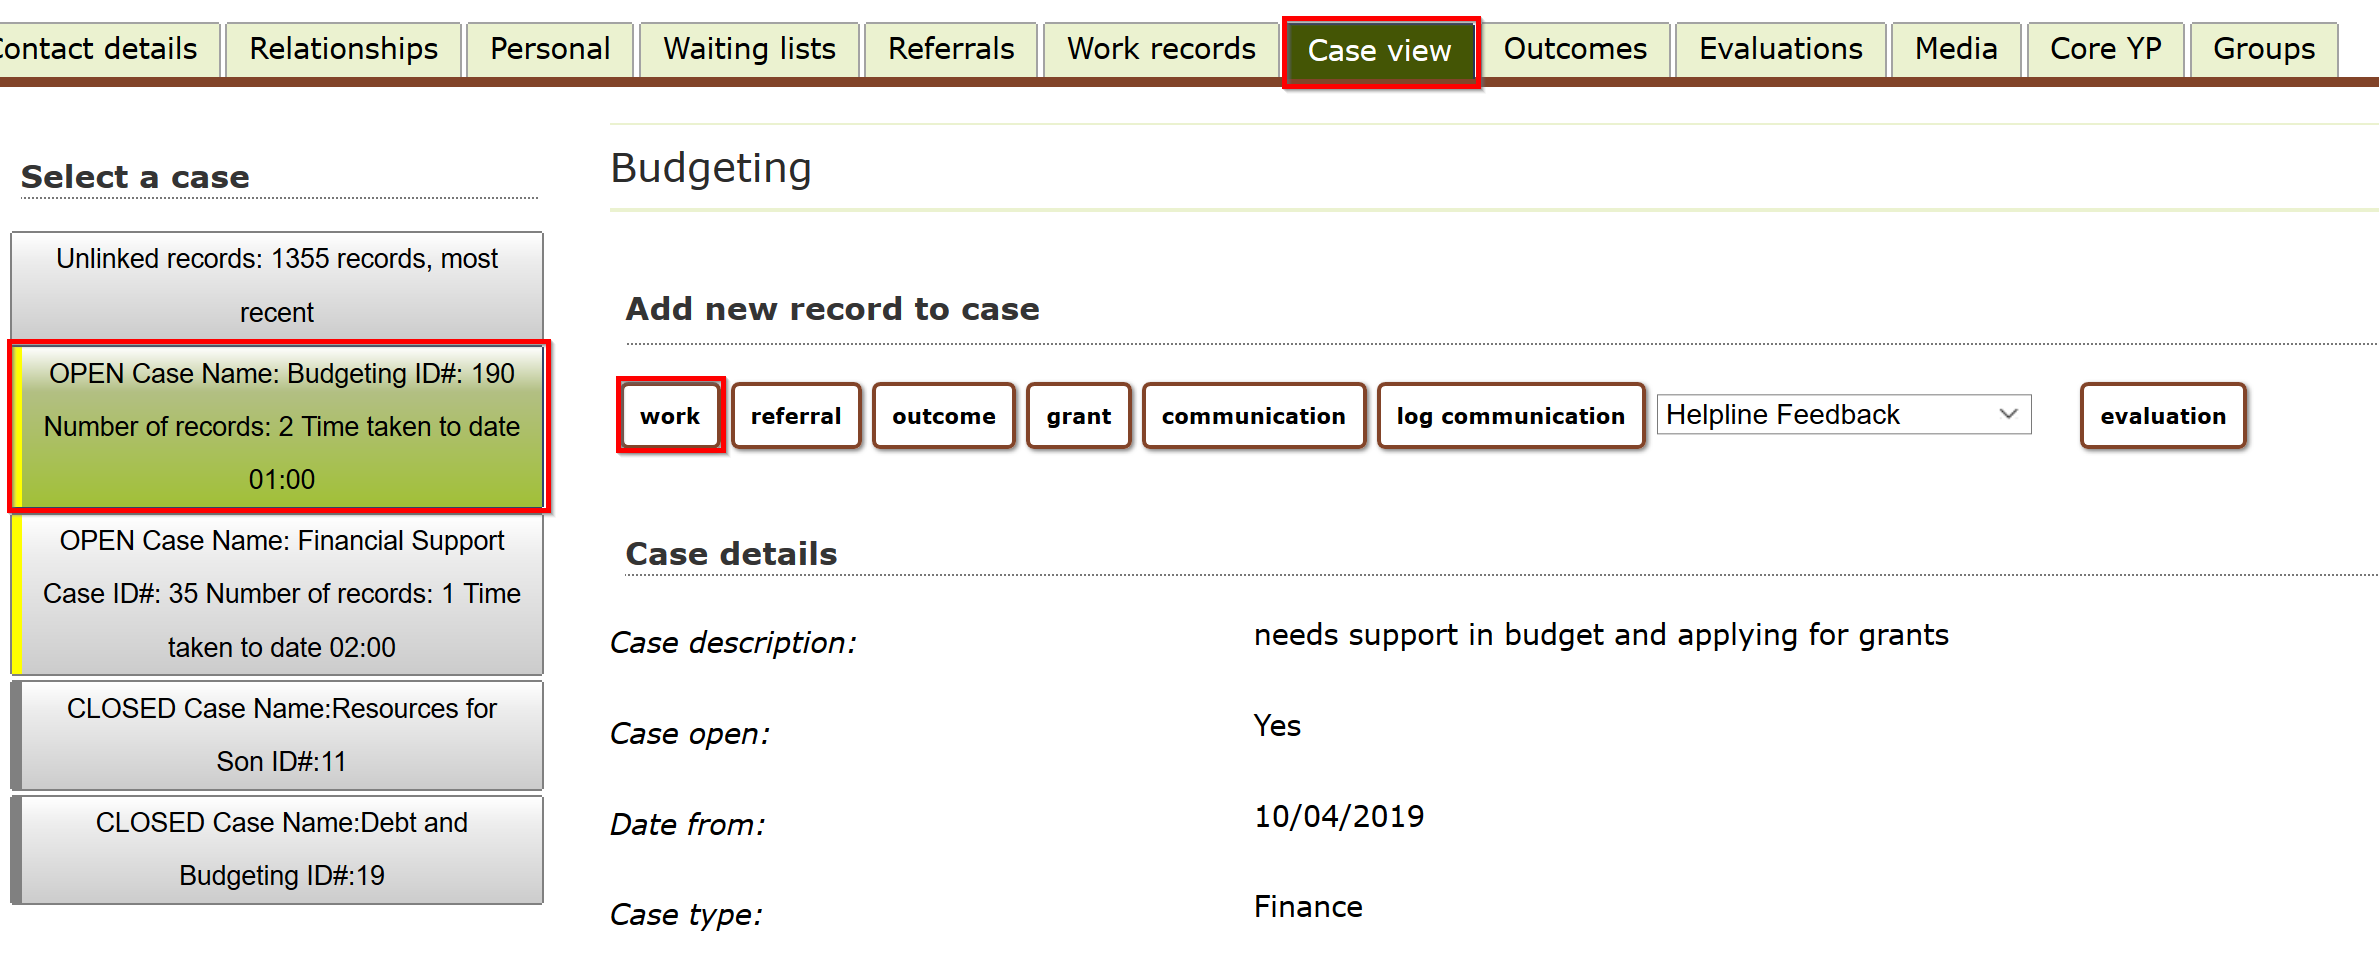 ontact details Relationships Personal Waiting lists Referrals Work records Case view Outcomes Evaluations Media Core YP Groups
Select a case
Unlinked records: 1355 records, most
recent
OPEN Case Name: Budgeting ID#: 190
Number of records: 2 Time taken to date
01:00
OPEN Case Name: Financial Support
Case ID#: 35 Number of records: 1 Time
taken to date 02:00
CLOSED Case Name:Resources for
Son ID#:11
CLOSED Case Name:Debt and
Budgeting ID#:19
Budgeting
Add new record to case
work referral outcome grant communication log communication Helpline Feedback evaluation
Case details
Case description: needs support in budget and applying for grants
Case open: Yes
Date from: 10/04/2019
Case type: Finance